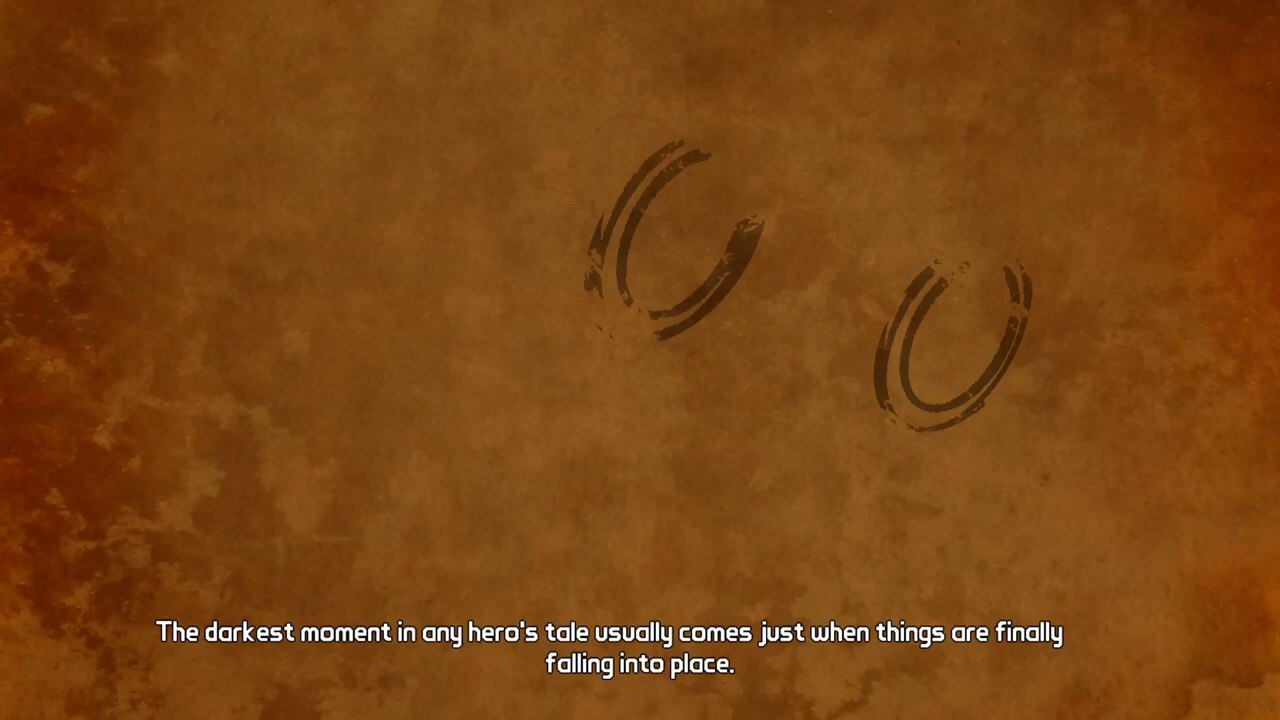 The darkest moment in any hero's tale usually comes just when things are finally
falling into place.